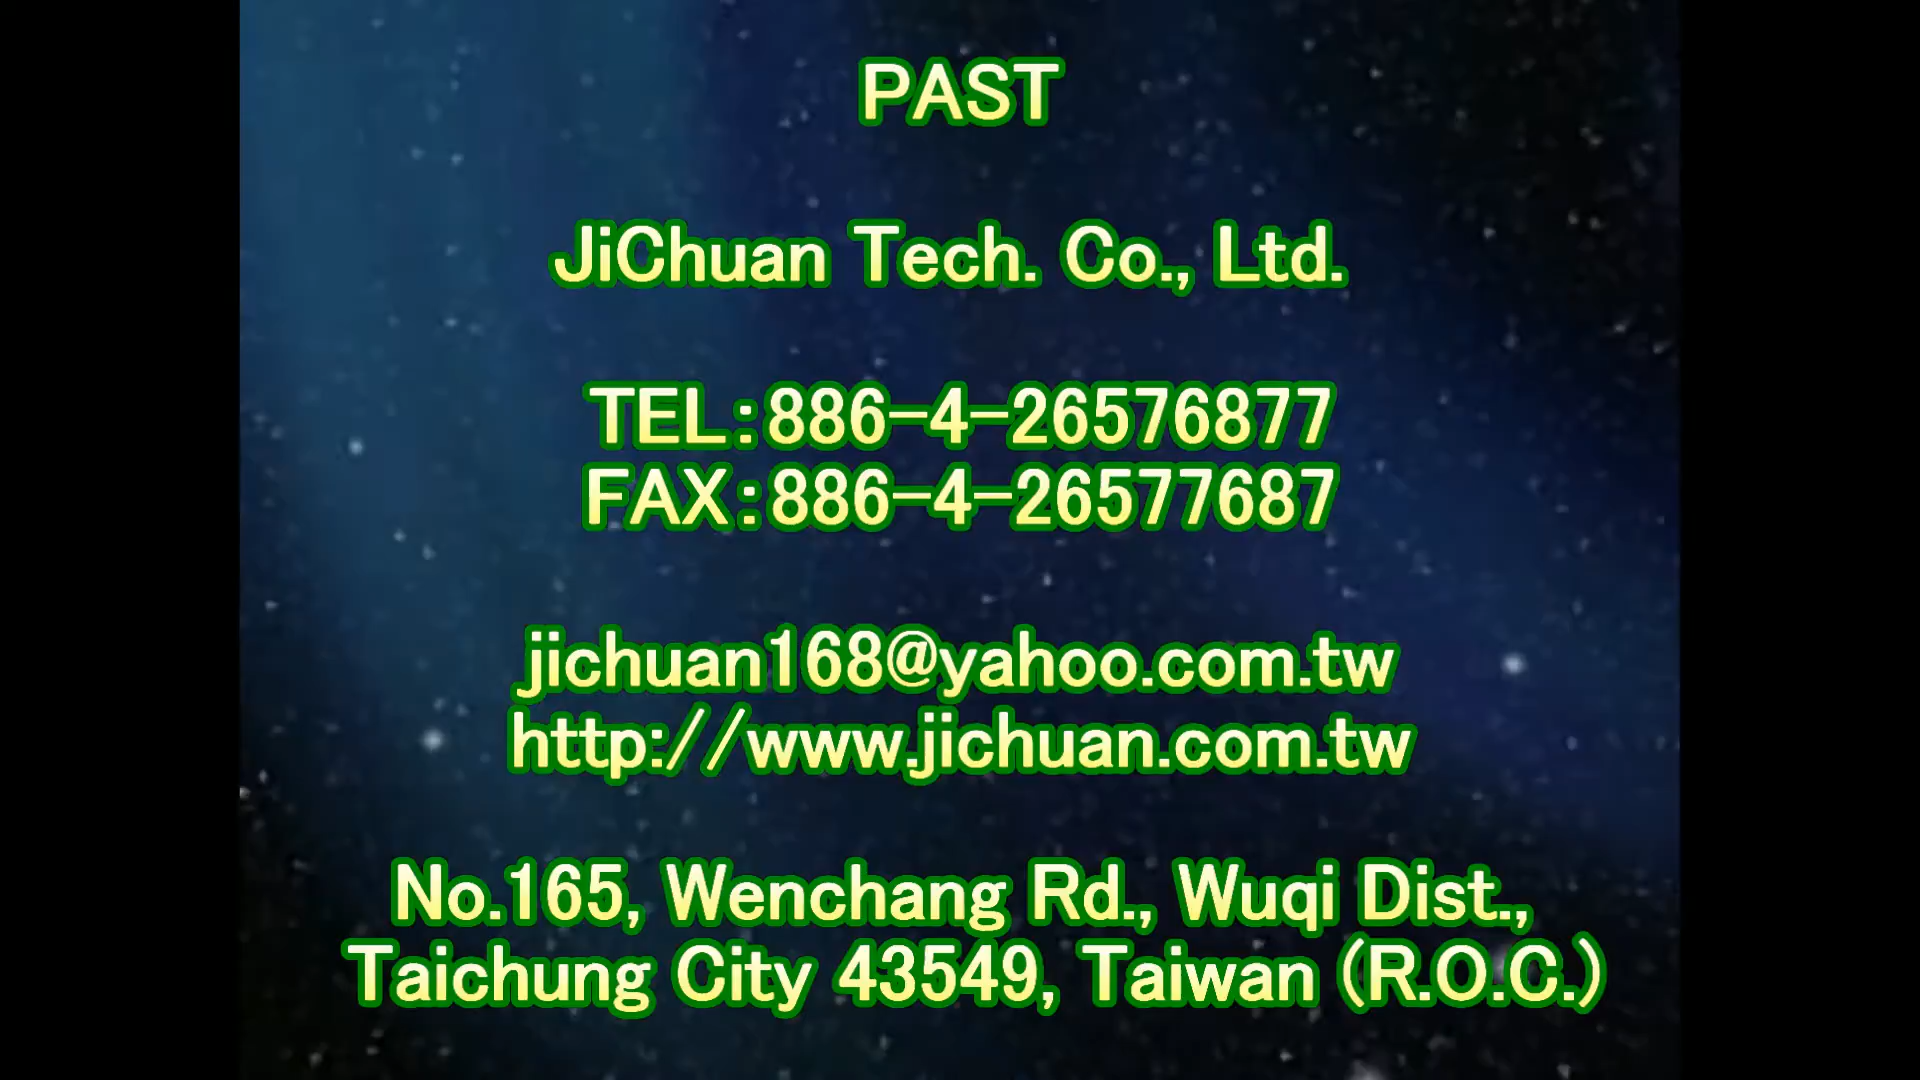 PAST
JiChuan Tech. Co., Ltd.
TEL:886-4-26576877
FAX:886-4-26577687
jichuan168@yahoo.com.tw
http://www.jichuan.com.tw
No.165, Wenchang Rd., Wuqi Dist.,
Taichung City 43549, Taiwan (R.O.C.)